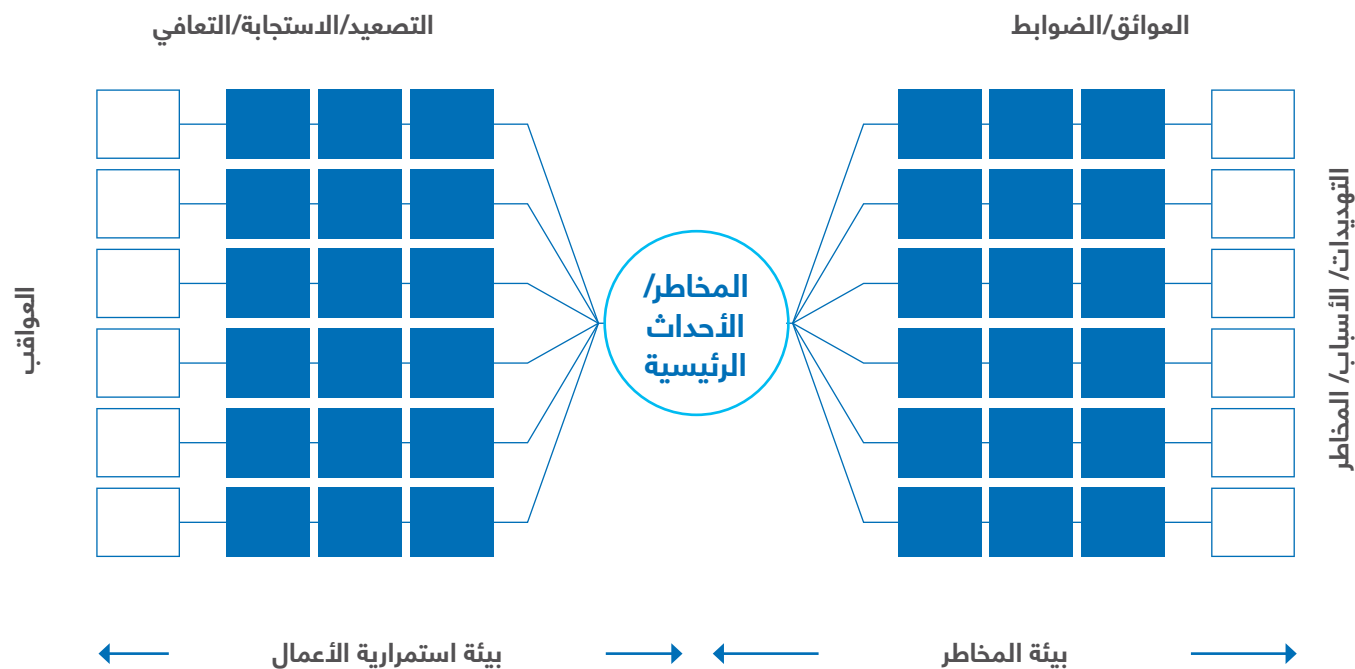 العوائق/الضوابط
التصعيد/الاستجابة/التعافي
التهديدات/ الأسباب/ المخاطر
المخاطر/
الأحداث
الرئيسية
العواقب
بيئة المخاطر
بيئة استمرارية الأعمال